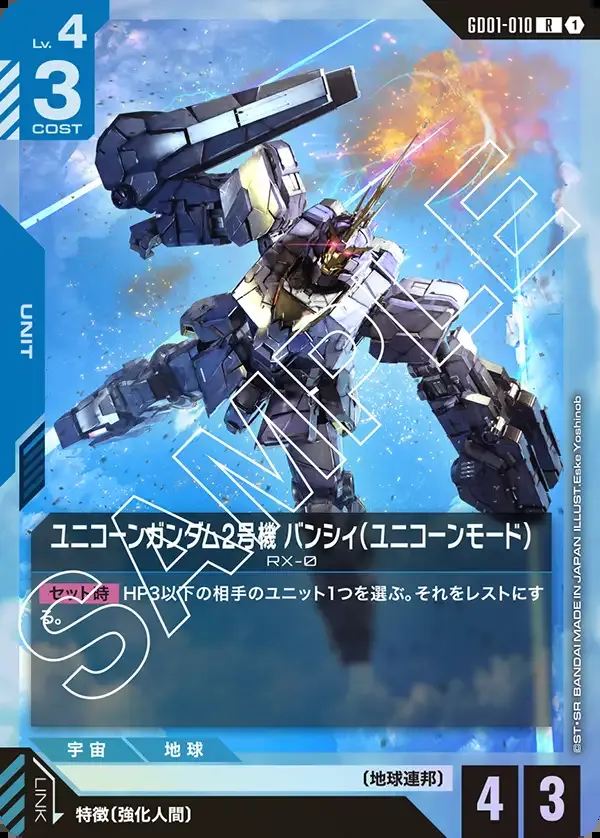 Lv. 4
GD01-010 R 1
3
COST
UNIT
SAMPLE
ユニコーンガンダム2号機 バンシィ(ユニコーンモード)
RX-0
セット時 HP3以下の相手のユニット1つを選ぶ。それをレストにす
る。
©ST・SR BANDAI MADE IN JAPAN ILLUST.Eske Yoshinob
宇宙 地球
〔地球連邦〕
LINK
特徴〔強化人間〕
4 3